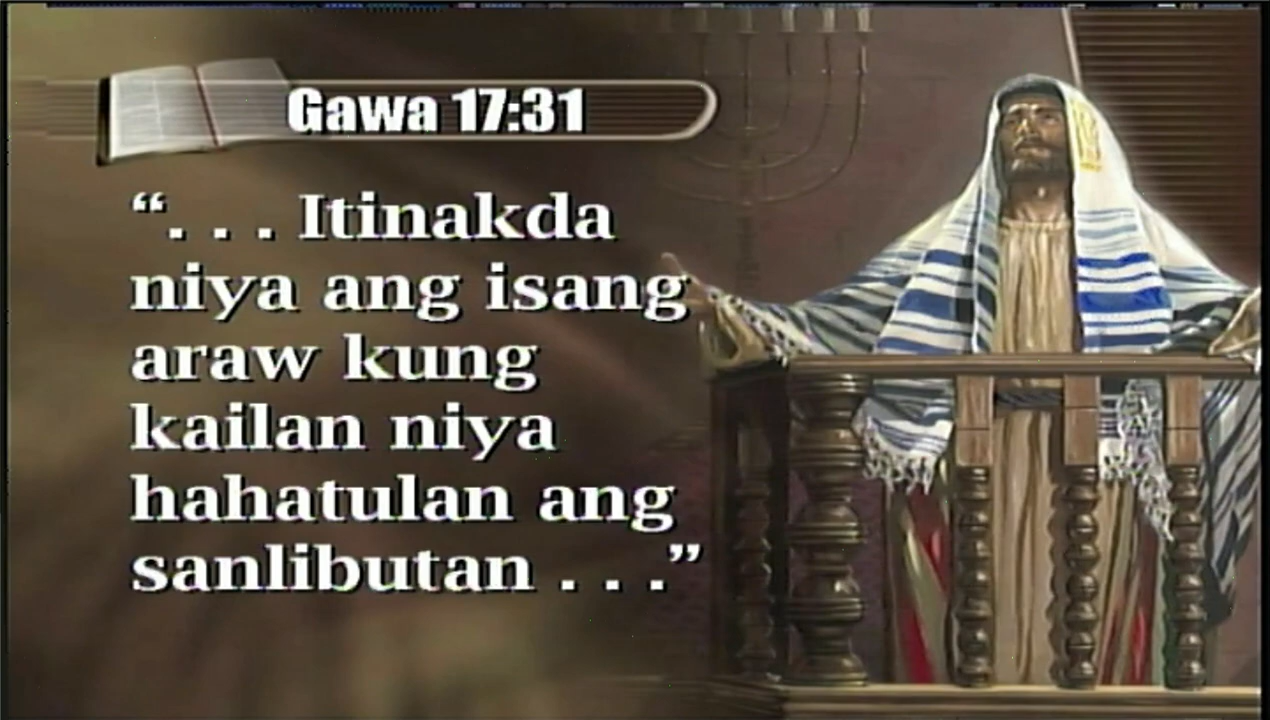 Gawa 17:31
“. . . Itinakda
niya ang isang
araw kung
kailan niya
hahatulan ang
sanlibutan . . .”